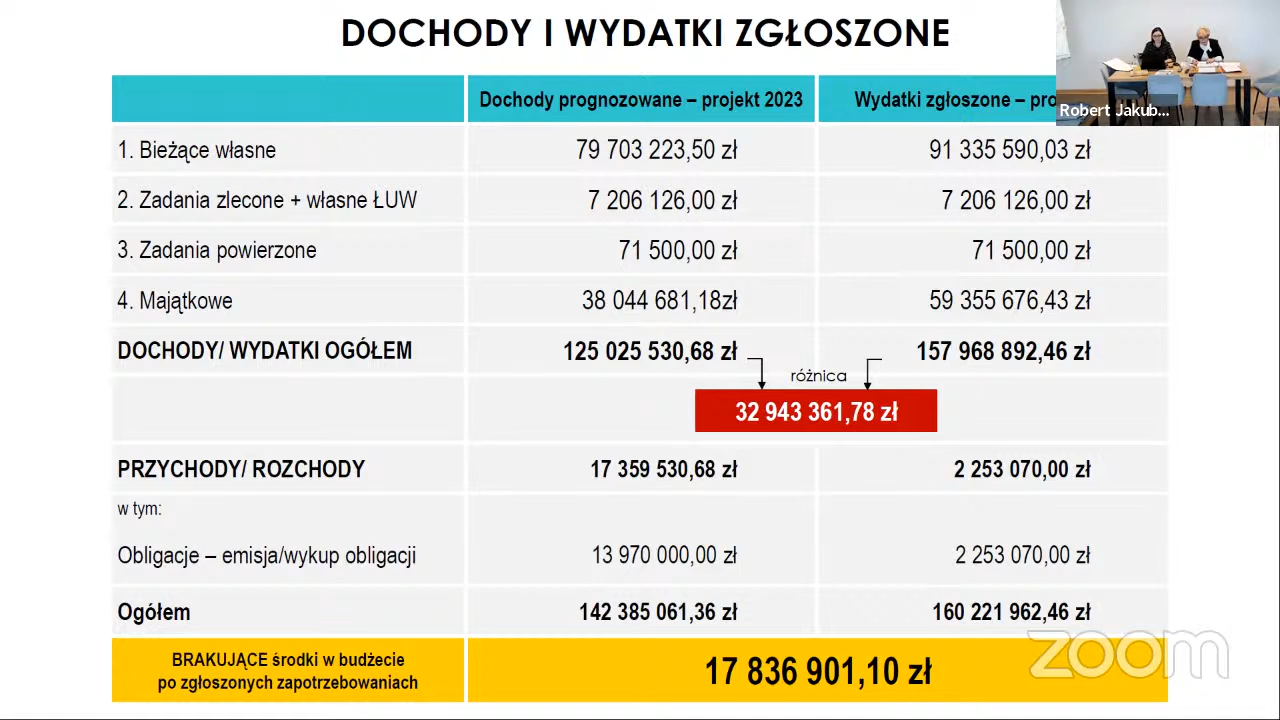 DOCHODY I WYDATKI ZGŁOSZONE
Dochody prognozowane – projekt 2023
Wydatki zgłoszone – pro
Robert Jakub...
1. Bieżące własne
79 703 223,50 zł
91 335 590,03 zł
2. Zadania zlecone + własne ŁUW
7 206 126,00 zł
7 206 126,00 zł
3. Zadania powierzone
71 500,00 zł
71 500,00 zł
4. Majątkowe
38 044 681,18zł
59 355 676,43 zł
DOCHODY/ WYDATKI OGÓŁEM
125 025 530,68 zł
157 968 892,46 zł
różnica
32 943 361,78 zł
PRZYCHODY/ ROZCHODY
17 359 530,68 zł
2 253 070,00 zł
w tym:
Obligacje – emisja/wykup obligacji
13 970 000,00 zł
2 253 070,00 zł
Ogółem
142 385 061,36 zł
160 221 962,46 zł
BRAKUJĄCE środki w budżecie
po zgłoszonych zapotrzebowaniach
17 836 901,10 zł
zoom